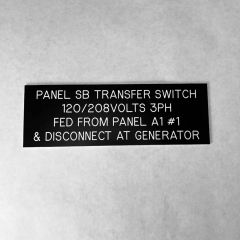 PANEL SB TRANSFER SWITCH
120/208VOLTS 3PH
FED FROM PANEL A1 #1
& DISCONNECT AT GENERATOR